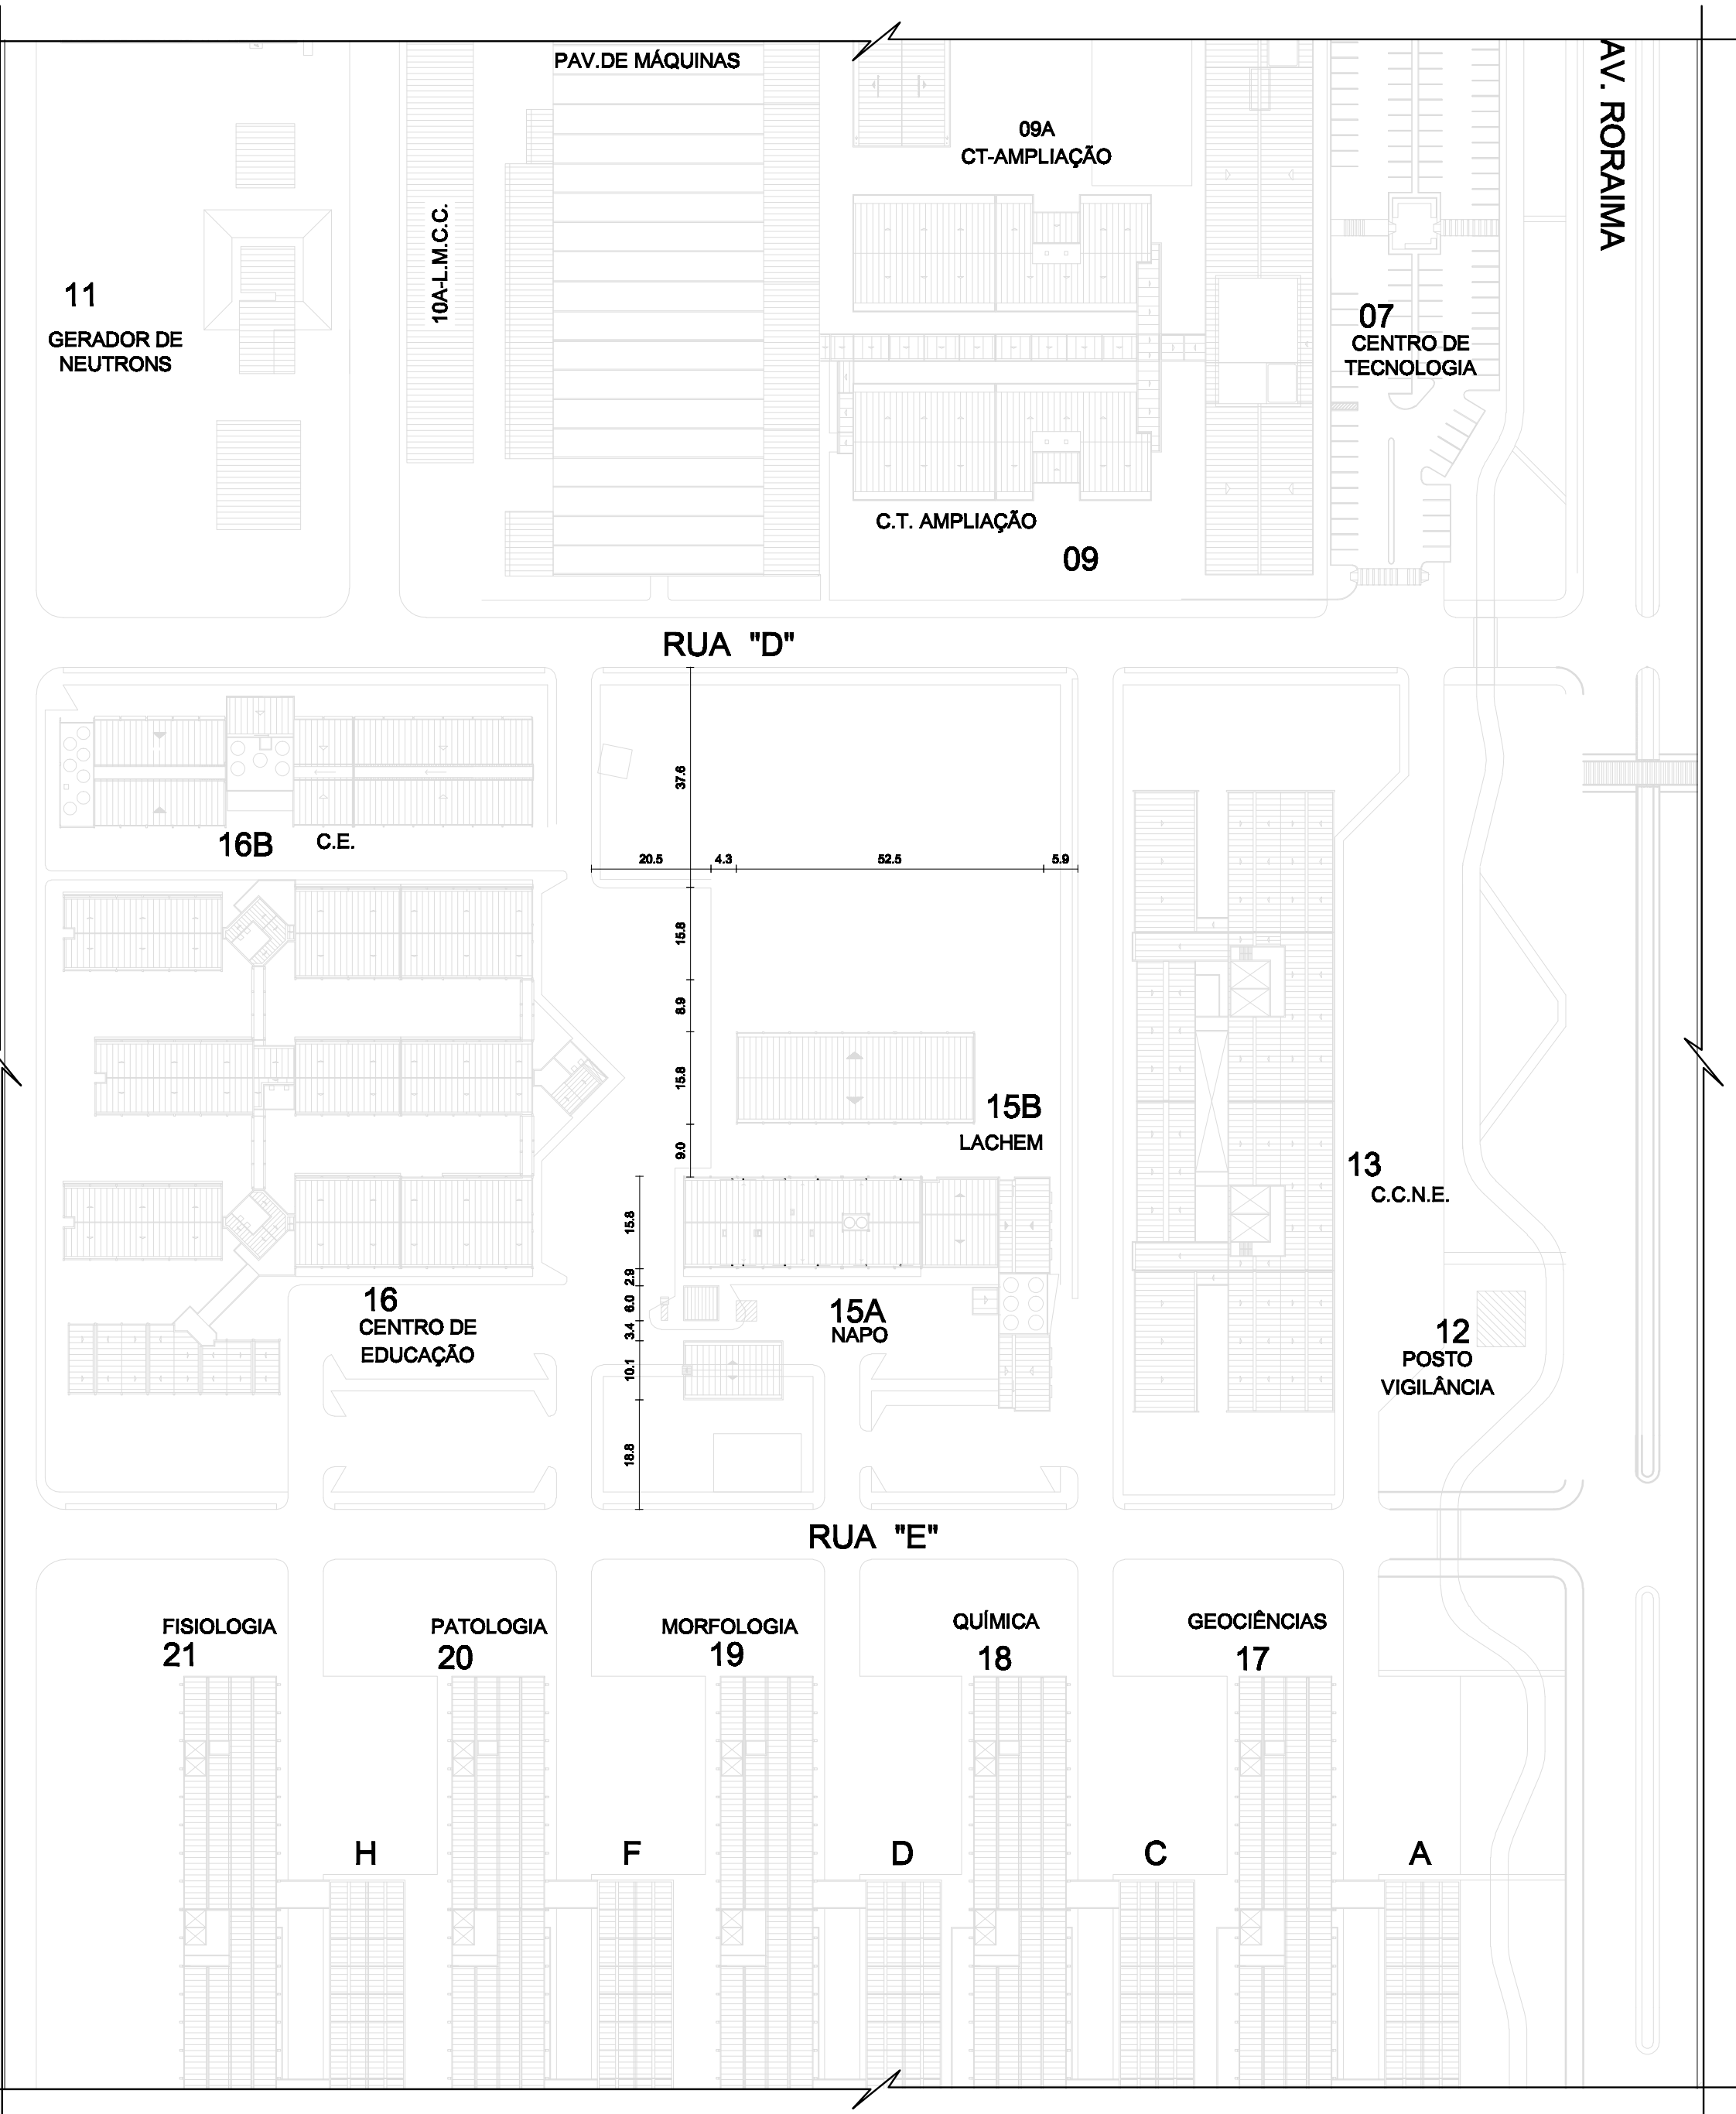 PAV.DE MÁQUINAS
AV. RORAIMA
09A
CT-AMPLIAÇÃO
10A-L.M.C.C.
11
GERADOR DE
NEUTRONS
07
CENTRO DE
TECNOLOGIA
C.T. AMPLIAÇÃO
09
RUA "D"
37.6
16B
C.E.
20.5
4.3
52.5
5.9
15.8
8.9
15.8
9.0
15B
LACHEM
13
C.C.N.E.
15.8
2.9
6.0
3.4
10.1
18.8
16
CENTRO DE
EDUCAÇÃO
15A
NAPO
12
POSTO
VIGILÂNCIA
RUA "E"
FISIOLOGIA
21
PATOLOGIA
20
MORFOLOGIA
19
QUÍMICA
18
GEOCIÊNCIAS
17
H
F
D
C
A